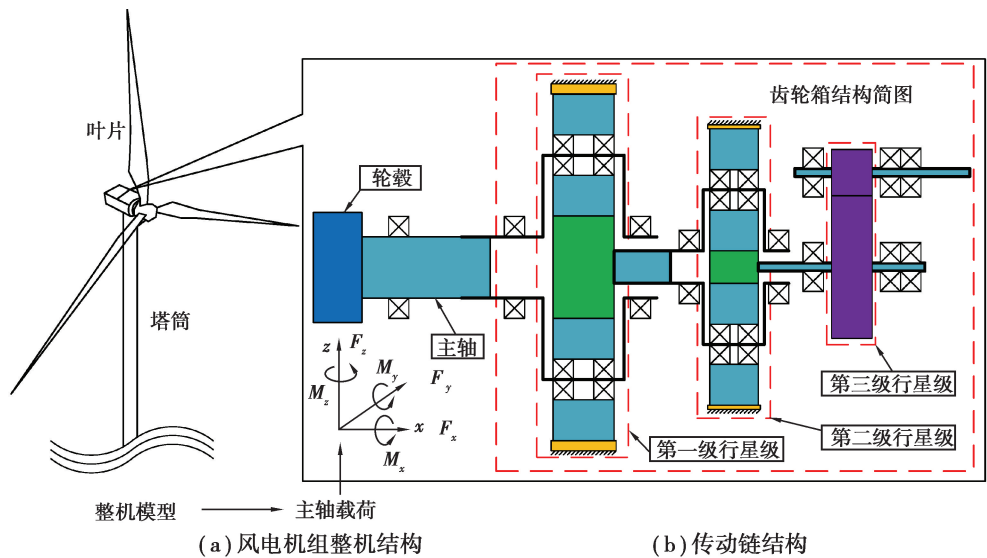 齿轮箱结构简图
叶片
轮毂
塔筒
主轴
z
F_z
M_y
F_y
M_z
x
F_x
M_x
第三级行星级
第二级行星级
第一级行星级
整机模型
主轴载荷
(a)风电机组整机结构
(b)传动链结构